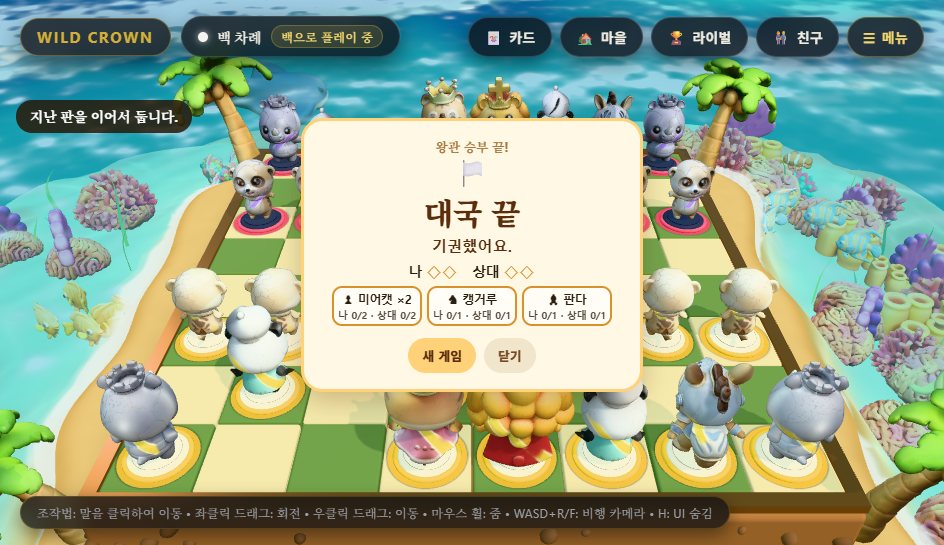 WILD CROWN
백 차례 백으로 플레이 중
카드
마을
라이벌
친구
☰ 메뉴
지난 판을 이어서 둡니다.
왕관 승부 끝!
대국 끝
기권했어요.
나 ◇◇ 상대 ◇◇
♟ 미어캣 ×2
나 0/2 · 상대 0/2
♞ 캥거루
나 0/1 · 상대 0/1
♝ 판다
나 0/1 · 상대 0/1
새 게임
닫기
조작법: 말을 클릭하여 이동 • 좌클릭 드래그: 회전 • 우클릭 드래그: 이동 • 마우스 휠: 줌 • WASD+R/F: 비행 카메라 • H: UI 숨김